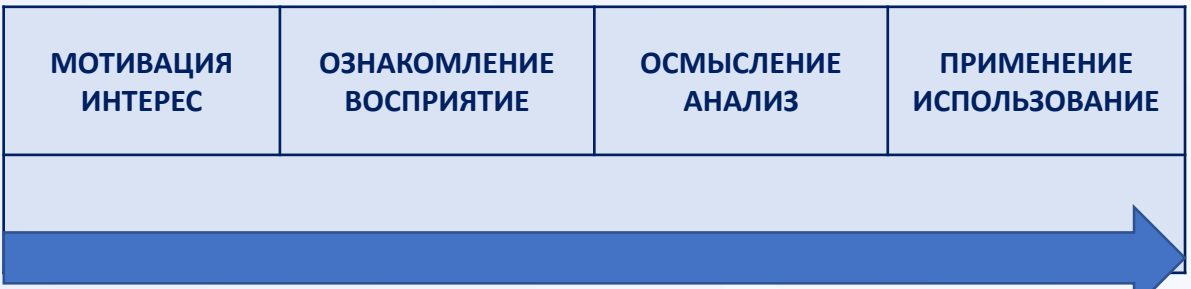 МОТИВАЦИЯ
ИНТЕРЕС
ОЗНАКОМЛЕНИЕ
ВОСПРИЯТИЕ
ОСМЫСЛЕНИЕ
АНАЛИЗ
ПРИМЕНЕНИЕ
ИСПОЛЬЗОВАНИЕ